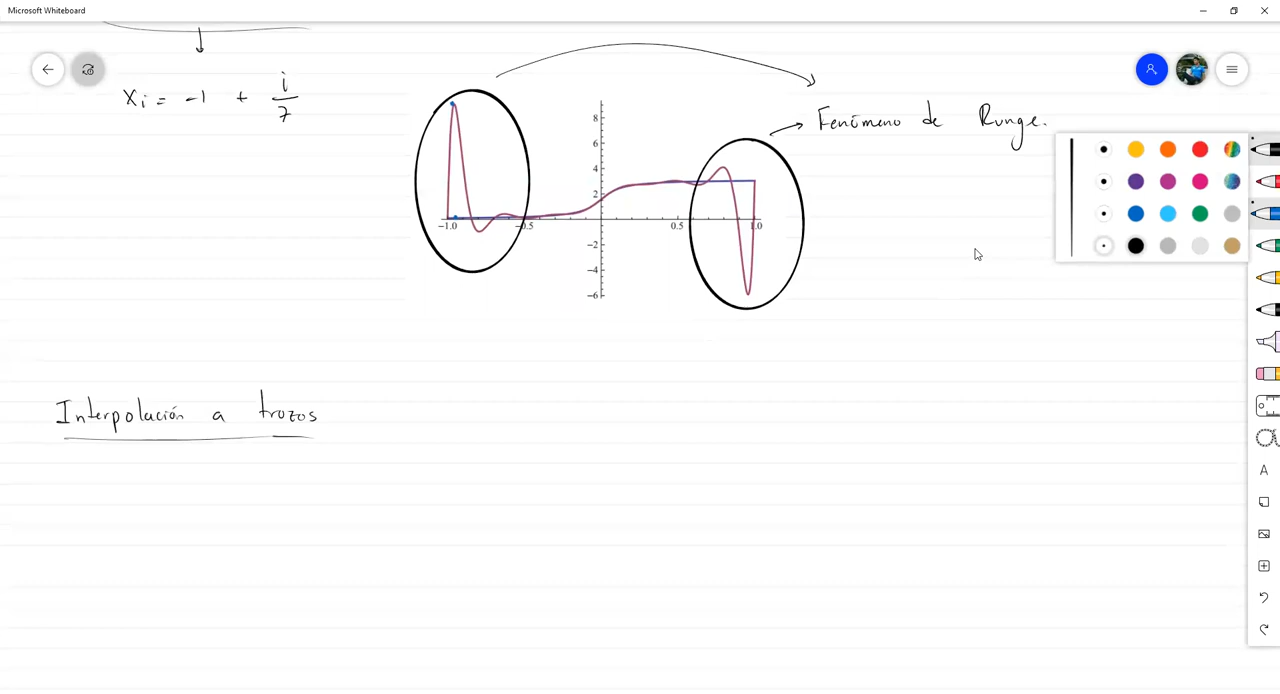 Microsoft Whiteboard
xi = -1 + i/7
Fenómeno de Runge.
8
6
4
2
-1.0 -0.5 0.5 1.0
-2
-4
-6
Interpolación a trozos
A